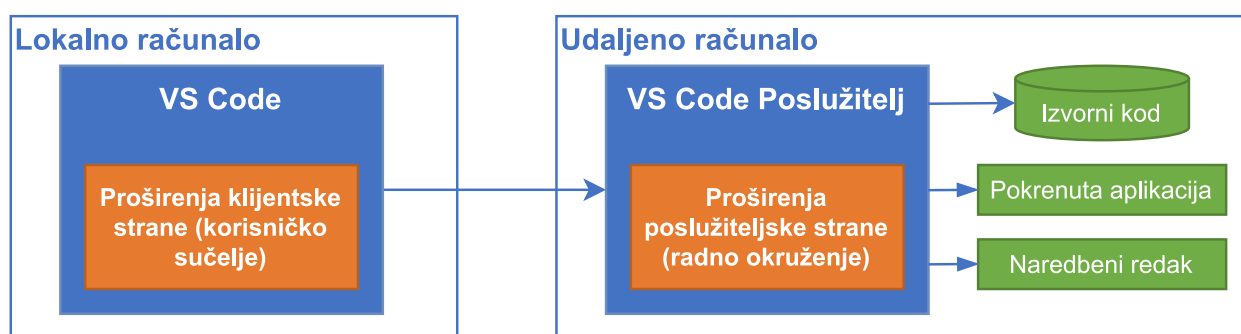 Lokalno računalo
VS Code
Proširenja klijentske
strane (korisničko
sučelje)
Udaljeno računalo
VS Code Poslužitelj
Proširenja
poslužiteljske strane
(radno okruženje)
Izvorni kod
Pokrenuta aplikacija
Naredbeni redak